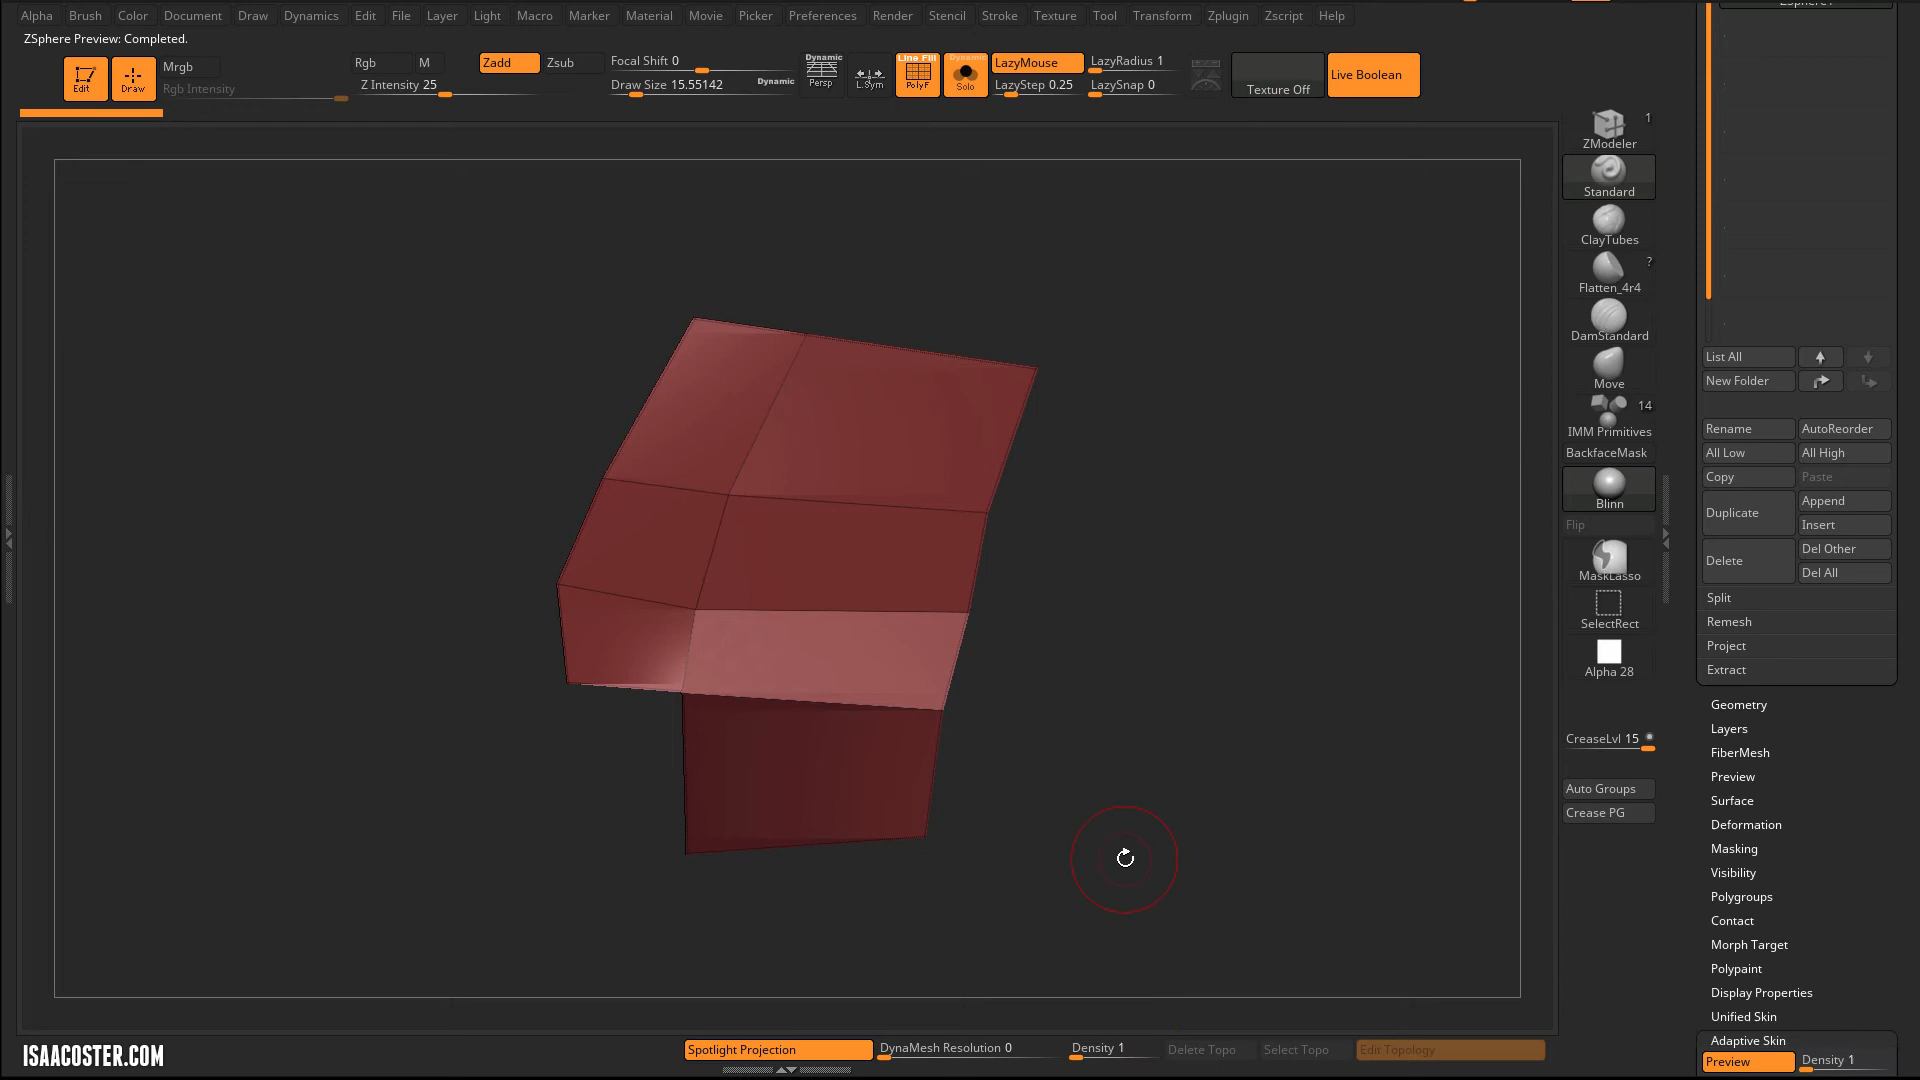 Alpha Brush Color Document Draw Dynamics Edit File Layer Light Macro Marker Material Movie Picker Preferences Render Stencil Stroke Texture Tool Transform Zplugin Zscript Help
ZSphere Preview: Completed.
Edit
Draw
Mrgb
Rgb Intensity
Rgb M
Z Intensity 25
Zadd Zsub
Focal Shift 0
Draw Size 15.55142
Dynamic
Dynamic
Persp
L.Sym
Line Fill
PolyF
Dynamic
Solo
LazyMouse
LazyStep 0.25
LazyRadius 1
LazySnap 0
Texture Off
Live Boolean
1
ZModeler
Standard
ClayTubes
?
Flatten_4r4
DamStandard
Move
14
IMM Primitives
BackfaceMask
Blinn
Flip
MaskLasso
SelectRect
Alpha 28
CreaseLvl 15
Auto Groups
Crease PG
List All
New Folder
Rename AutoReorder
All Low All High
Copy Paste
Duplicate
Append
Insert
Delete
Del Other
Del All
Split
Remesh
Project
Extract
Geometry
Layers
FiberMesh
Preview
Surface
Deformation
Masking
Visibility
Polygroups
Contact
Morph Target
Polypaint
Display Properties
Unified Skin
Adaptive Skin
Preview Density 1
Spotlight Projection DynaMesh Resolution 0 Density 1 Delete Topo Select Topo Edit Topology
ISAACOSTER.COM